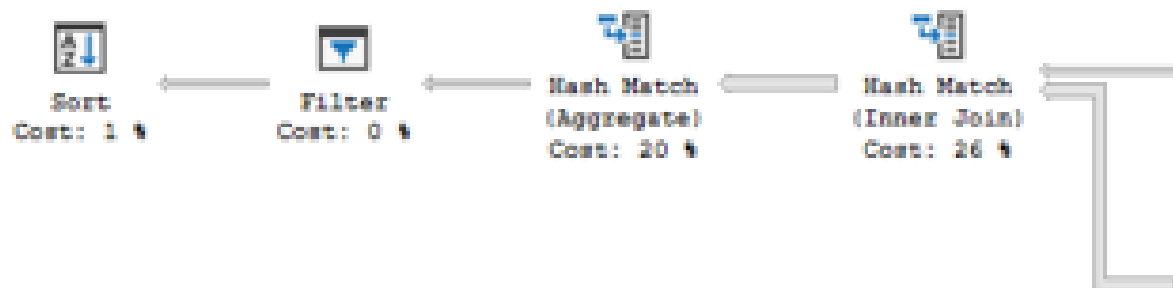 Sort
Cost: 1 %
Filter
Cost: 0 %
Hash Match
(Aggregate)
Cost: 20 %
Hash Match
(Inner Join)
Cost: 26 %